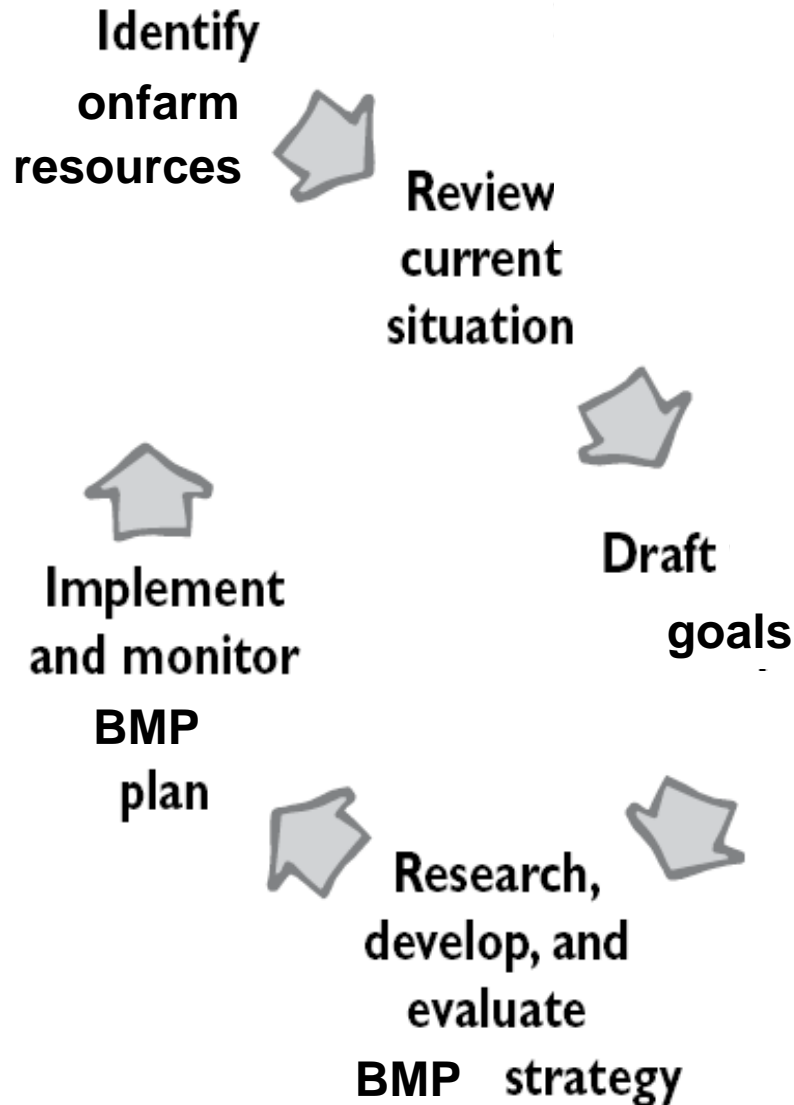 Identify
onfarm
resources
Review
current
situation
Draft
goals
Research,
develop, and
evaluate
BMP strategy
Implement
and monitor
BMP
plan